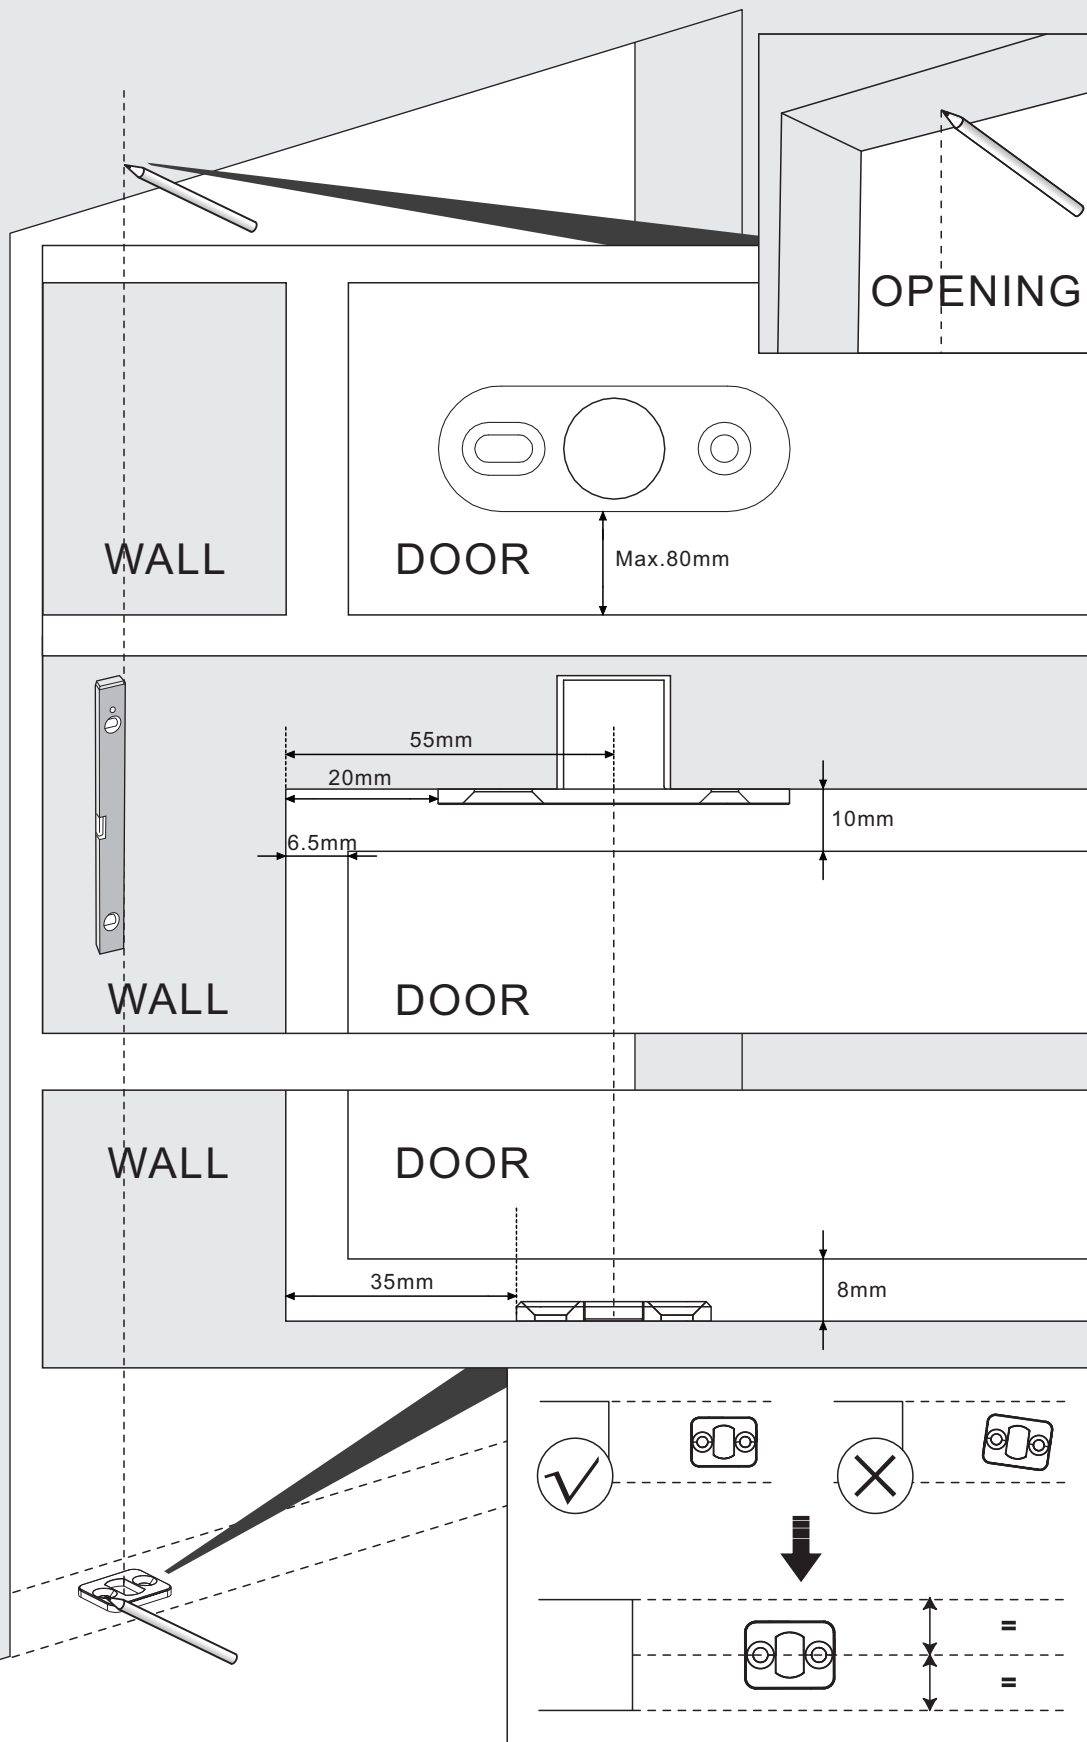 OPENING
WALL
DOOR
Max.80mm
55mm
20mm
10mm
6.5mm
WALL
DOOR
WALL
DOOR
35mm
8mm
=
=